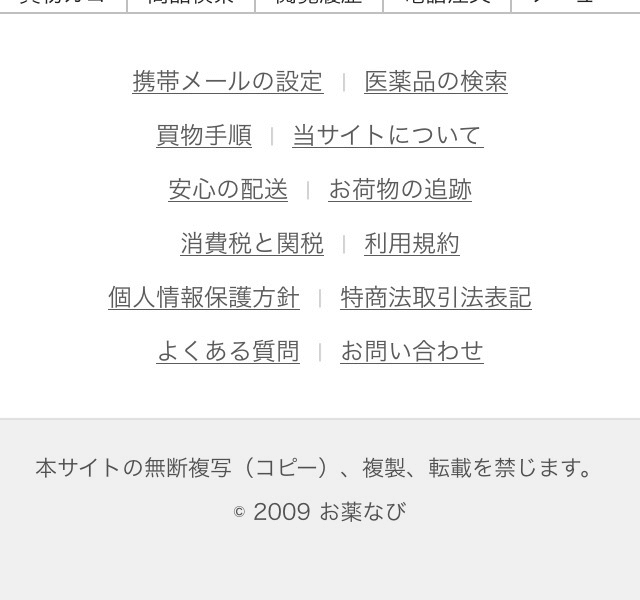 携帯メールの設定 | 医薬品の検索
買物手順 | 当サイトについて
安心の配送 | お荷物の追跡
消費税と関税 | 利用規約
個人情報保護方針 | 特商法取引法表記
よくある質問 | お問い合わせ
本サイトの無断複写（コピー）、複製、転載を禁じます。
© 2009 お薬なび